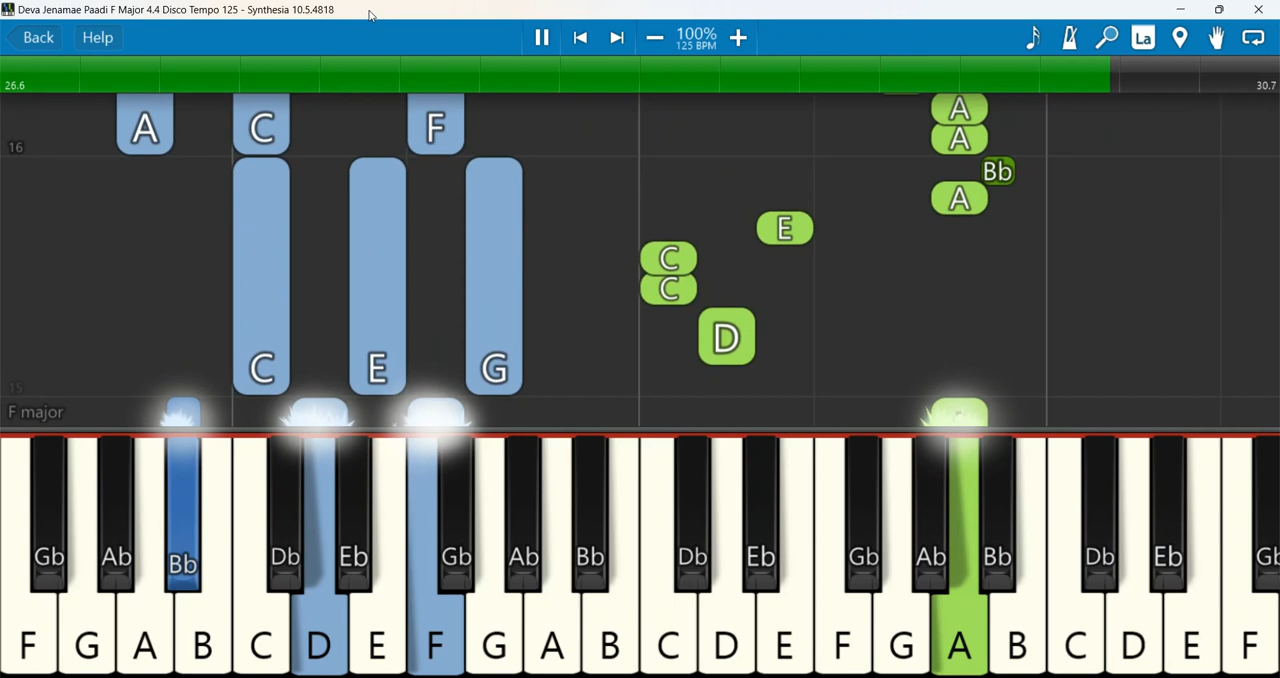 Deva Jenamae Paadi F Major 4.4 Disco Tempo 125 - Synthesia 10.5.4818
Back Help 100% La
125 BPM
26.6 30.7
A C F A
16 A
Bb
A
E
C
C
D
C E G
15
F major
Gb Ab Bb Db Eb Gb Ab Bb Db Eb Gb Ab Bb Db Eb Gb
F G A B C D E F G A B C D E F G A B C D E F